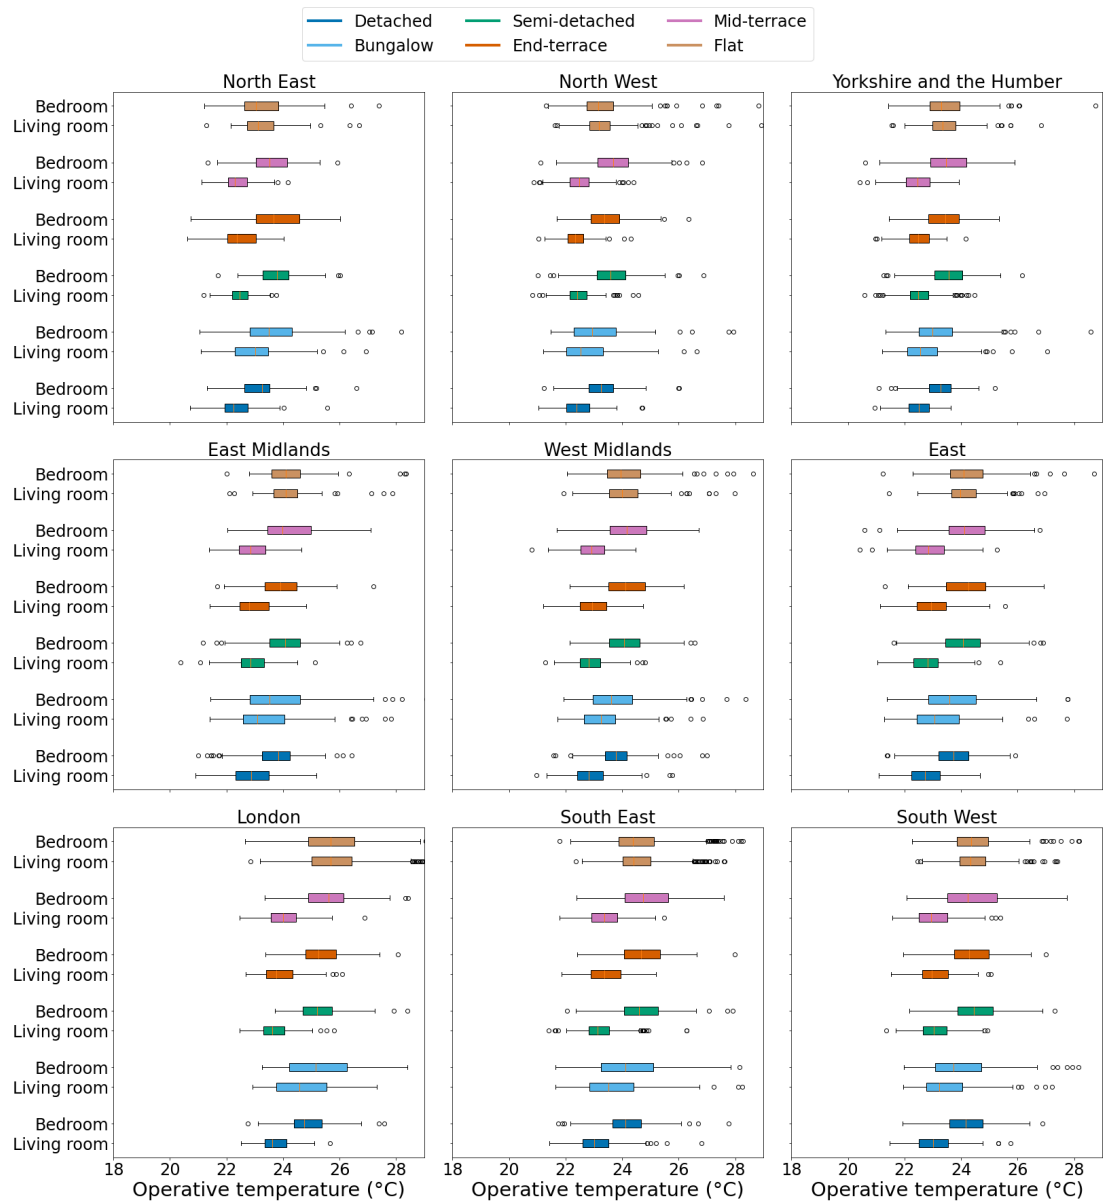 Detached Semi-detached Mid-terrace
Bungalow End-terrace Flat
North East North West Yorkshire and the Humber
Bedroom
Living room
Bedroom
Living room
Bedroom
Living room
Bedroom
Living room
Bedroom
Living room
Bedroom
Living room
East Midlands West Midlands East
Bedroom
Living room
Bedroom
Living room
Bedroom
Living room
Bedroom
Living room
Bedroom
Living room
Bedroom
Living room
London South East South West
Bedroom
Living room
Bedroom
Living room
Bedroom
Living room
Bedroom
Living room
Bedroom
Living room
Bedroom
Living room
18 20 22 24 26 28 18 20 22 24 26 28 18 20 22 24 26 28
Operative temperature (°C) Operative temperature (°C) Operative temperature (°C)